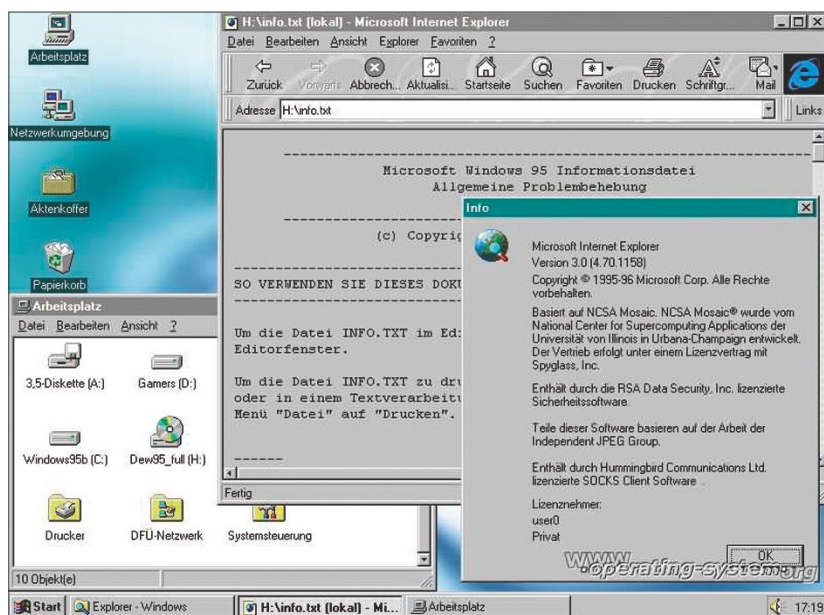 Arbeitsplatz
Netzwerkumgebung
Aktenkoffer
Papierkorb
H:\info.txt (lokal) - Microsoft Internet Explorer
Datei Bearbeiten Ansicht Explorer Favoriten ?
Zurück Vorwärts Abbrech... Aktualisi... Startseite Suchen Favoriten Drucken Schriftgr... Mail
Adresse H:\info.txt Links
Microsoft Windows 95 Informationsdatei
Allgemeine Problembehebung
(c) Copyri
SO VERWENDEN SIE DIESES DOKU
Um die Datei INFO.TXT im Edi
Editorfenster.
Um die Datei INFO.TXT zu dru
oder in einem Textverarbeitu
Menü "Datei" auf "Drucken".
Fertig
Info
Microsoft Internet Explorer
Version 3.0 (4.70.1158)
Copyright © 1995-96 Microsoft Corp. Alle Rechte
vorbehalten.
Basiert auf NCSA Mosaic. NCSA Mosaic® wurde vom
National Center for Supercomputing Applications der
Universität von Illinois in Urbana-Champaign entwickelt.
Der Vertrieb erfolgt unter einem Lizenzvertrag mit
Spyglass, Inc.
Enthält durch die RSA Data Security, Inc. lizenzierte
Sicherheitssoftware.
Teile dieser Software basieren auf der Arbeit der
Independent JPEG Group.
Enthält durch Hummingbird Communications Ltd.
lizenzierte SOCKS Client Software .
Lizenznehmer:
user0
Privat
OK
Arbeitsplatz
Datei Bearbeiten Ansicht ?
3,5-Diskette (A:) Gamers (D:)
Windows95b (C:) Dew95_full (H:)
Drucker DFÜ-Netzwerk Systemsteuerung
10 Objekt(e)
www.operating-system.org
Start Explorer - Windows H:\info.txt (lokal) - Mi... Arbeitsplatz 17:18